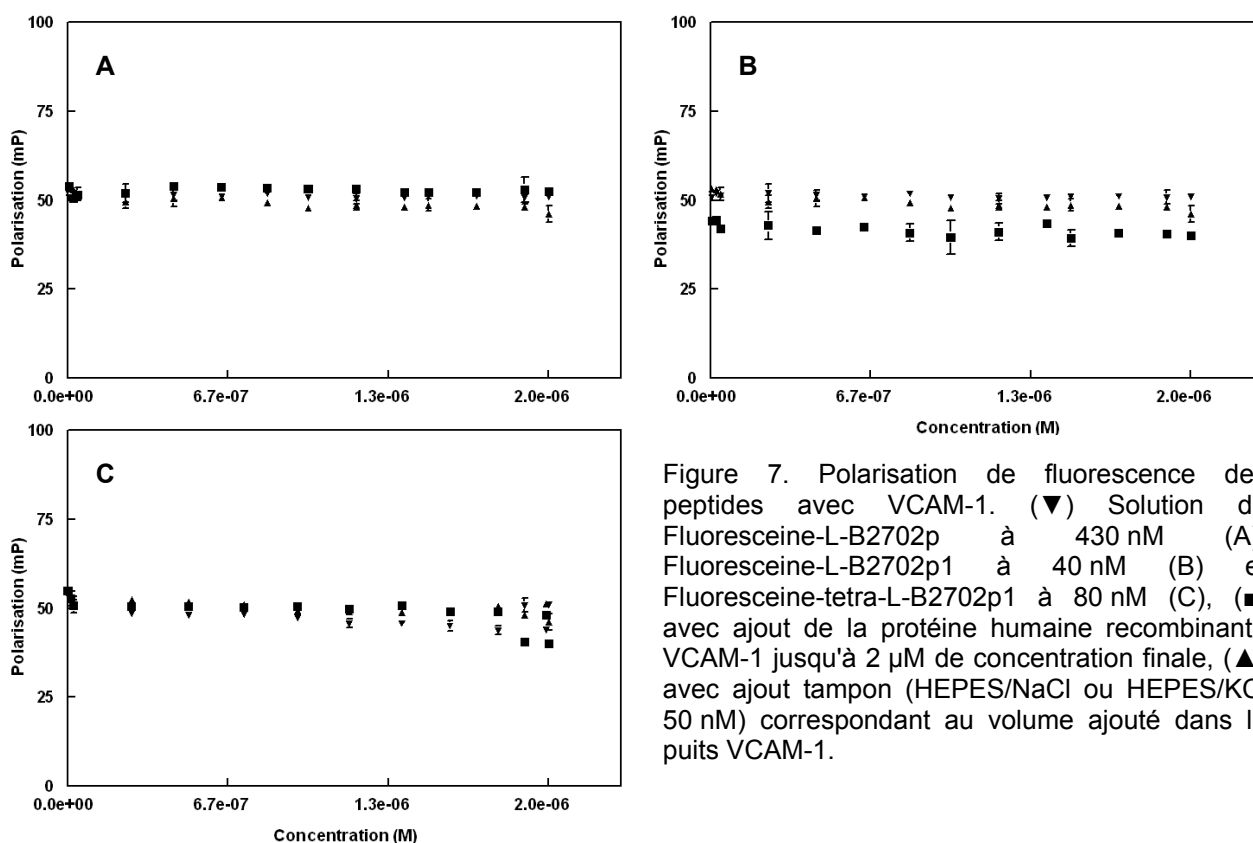 100
75
50
25
0
Polarisation (mP)
A
0.0e+00
6.7e-07
1.3e-06
2.0e-06
100
75
50
25
0
Polarisation (mP)
B
0.0e+00
6.7e-07
1.3e-06
2.0e-06
Concentration (M)
100
75
50
25
0
Polarisation (mP)
C
0.0e+00
6.7e-07
1.3e-06
2.0e-06
Concentration (M)
Figure 7. Polarisation de fluorescence de
peptides avec VCAM-1. (▼) Solution d
Fluoresceine-L-B2702p à 430 nM (A)
Fluoresceine-L-B2702p1 à 40 nM (B) e
Fluoresceine-tetra-L-B2702p1 à 80 nM (C), (■
avec ajout de la protéine humaine recombinant
VCAM-1 jusqu'à 2 µM de concentration finale, (▲
avec ajout tampon (HEPES/NaCl ou HEPES/KC
50 nM) correspondant au volume ajouté dans l
puits VCAM-1.